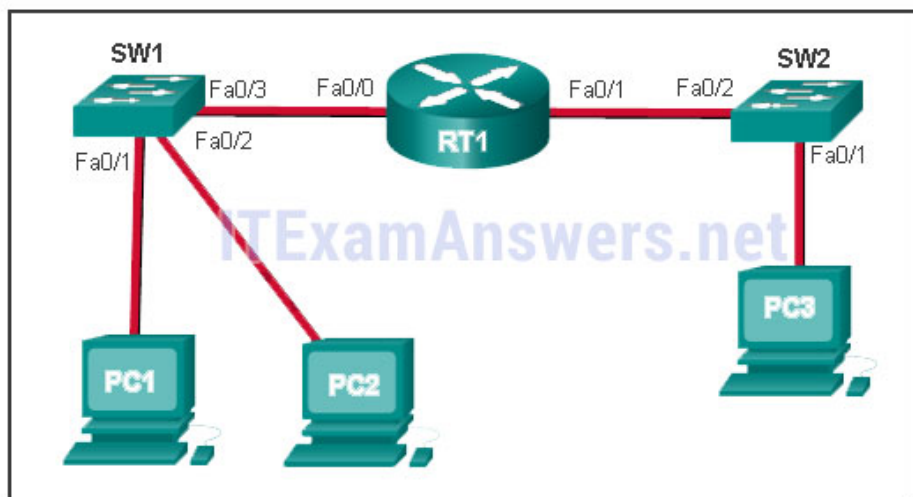 SW1
SW2
Fa0/3
Fa0/0
Fa0/1
Fa0/2
RT1
Fa0/2
Fa0/1
Fa0/1
ITExamAnswers.net
PC3
PC1
PC2